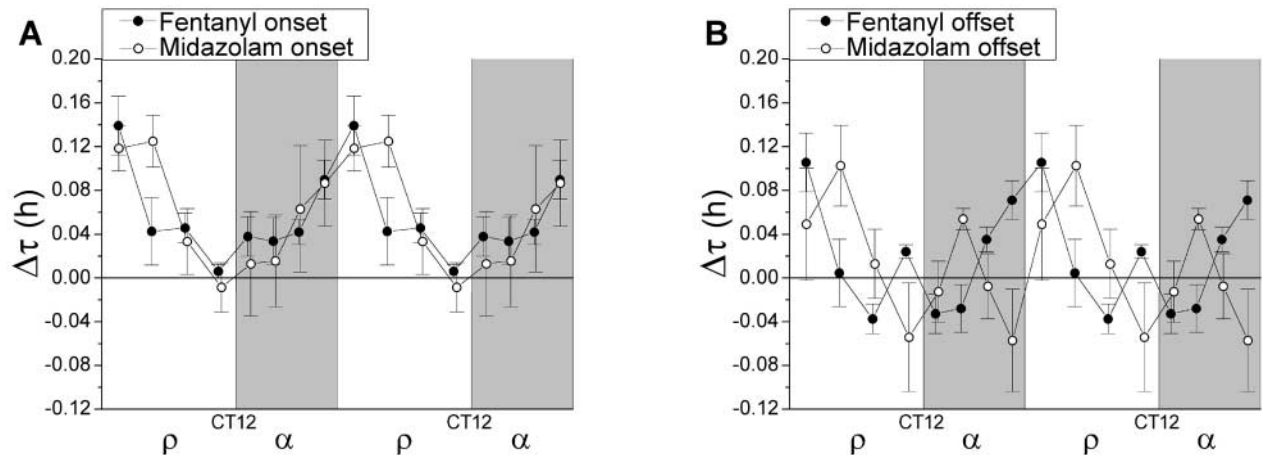 A
Fentanyl onset
Midazolam onset
0.20
0.16
0.12
0.08
0.04
0.00
-0.04
-0.08
-0.12
Δτ (h)
CT12 CT12
ρ α ρ α
B
Fentanyl offset
Midazolam offset
0.20
0.16
0.12
0.08
0.04
0.00
-0.04
-0.08
-0.12
Δτ (h)
CT12 CT12
ρ α ρ α